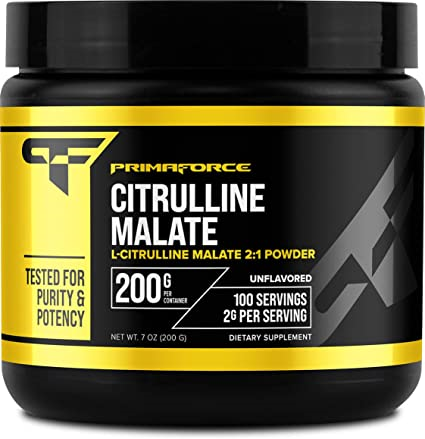 PRIMAFORCE
CITRULLINE
MALATE
L-CITRULLINE MALATE 2:1 POWDER
TESTED FOR
PURITY &
POTENCY
200G
PER
CONTAINER
UNFLAVORED
100 SERVINGS
2G PER SERVING
NET WT. 7 OZ (200 G)
DIETARY SUPPLEMENT